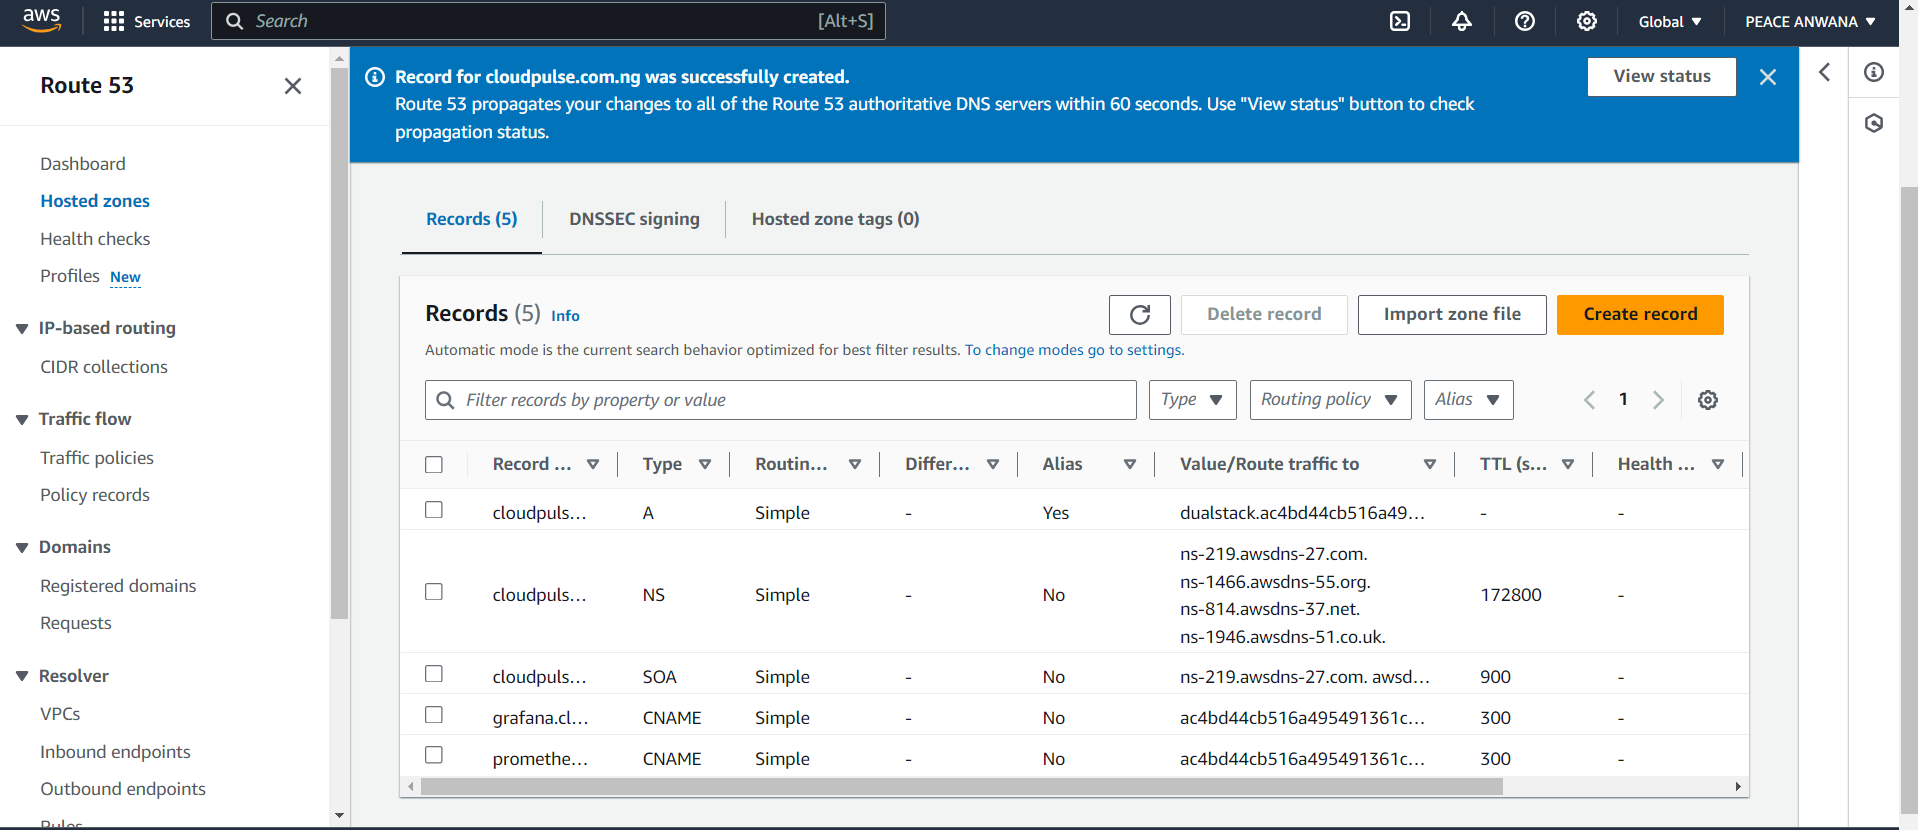 aws
Services
Search [Alt+S]
Global
PEACE ANWANA
Route 53
Dashboard
Hosted zones
Health checks
Profiles New
IP-based routing
CIDR collections
Traffic flow
Traffic policies
Policy records
Domains
Registered domains
Requests
Resolver
VPCs
Inbound endpoints
Outbound endpoints
Rules
Record for cloudpulse.com.ng was successfully created.
Route 53 propagates your changes to all of the Route 53 authoritative DNS servers within 60 seconds. Use "View status" button to check
propagation status.
View status
Records (5) DNSSEC signing Hosted zone tags (0)
Records (5) Info
Delete record Import zone file Create record
Automatic mode is the current search behavior optimized for best filter results. To change modes go to settings.
Filter records by property or value Type Routing policy Alias 1
Record ... Type Routin... Differ... Alias Value/Route traffic to TTL (s... Health ...
cloudpuls... A Simple - Yes dualstack.ac4bd44cb516a49... - -
ns-219.awsdns-27.com.
ns-1466.awsdns-55.org.
cloudpuls... NS Simple - No 172800 -
ns-814.awsdns-37.net.
ns-1946.awsdns-51.co.uk.
cloudpuls... SOA Simple - No ns-219.awsdns-27.com. awsd... 900 -
grafana.cl... CNAME Simple - No ac4bd44cb516a495491361c... 300 -
promethe... CNAME Simple - No ac4bd44cb516a495491361c... 300 -